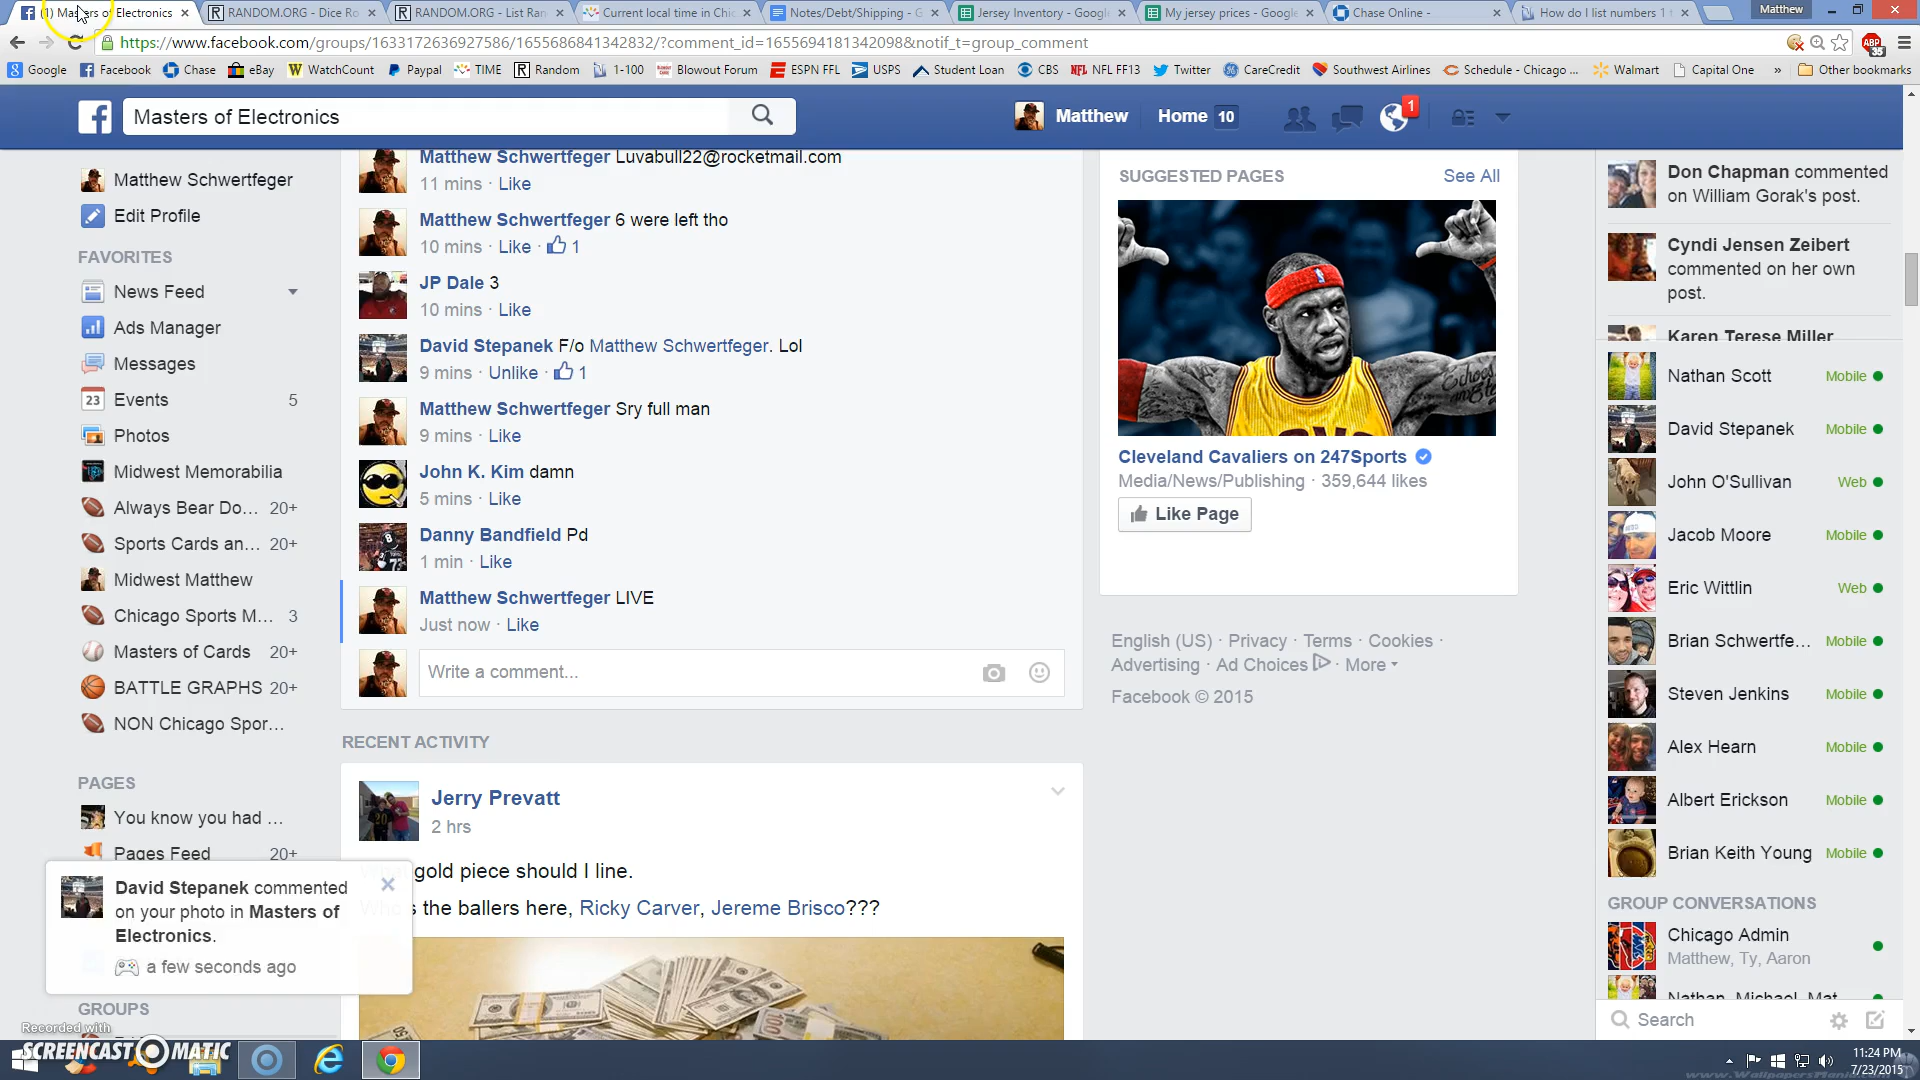 (1) Masters of Electronics
RANDOM.ORG - Dice Ro
RANDOM.ORG - List Ran
Current local time in Chic
Notes/Debt/Shipping - G
Jersey Inventory - Google
My jersey prices - Google
Chase Online -
How do I list numbers 1
Matthew
https://www.facebook.com/groups/1633172636927586/1655686841342832/?comment_id=1655694181342098&notif_t=group_comment
ABP
35
Google Facebook Chase eBay WatchCount Paypal TIME Random 1-100 Blowout Forum ESPN FFL USPS Student Loan CBS NFL FF13 Twitter CareCredit Southwest Airlines Schedule - Chicago ... Walmart Capital One » Other bookmarks
Masters of Electronics
Matthew
Home 10
1
Matthew Schwertfeger
Edit Profile
FAVORITES
News Feed
Ads Manager
Messages
23 Events 5
Photos
Midwest Memorabilia
Always Bear Do... 20+
Sports Cards an... 20+
Midwest Matthew
Chicago Sports M... 3
Masters of Cards 20+
BATTLE GRAPHS 20+
NON Chicago Spor...
PAGES
You know you had ...
Pages Feed 20+
David Stepanek commented
on your photo in Masters of
Electronics.
a few seconds ago
GROUPS
Matthew Schwertfeger Luvabull22@rocketmail.com
11 mins · Like
Matthew Schwertfeger 6 were left tho
10 mins · Like · 1
JP Dale 3
10 mins · Like
David Stepanek F/o Matthew Schwertfeger. Lol
9 mins · Unlike · 1
Matthew Schwertfeger Sry full man
9 mins · Like
John K. Kim damn
5 mins · Like
Danny Bandfield Pd
1 min · Like
Matthew Schwertfeger LIVE
Just now · Like
Write a comment...
RECENT ACTIVITY
Jerry Prevatt
2 hrs
gold piece should I line.
s the ballers here, Ricky Carver, Jereme Brisco???
SUGGESTED PAGES See All
Cleveland Cavaliers on 247Sports
Media/News/Publishing · 359,644 likes
Like Page
English (US) · Privacy · Terms · Cookies ·
Advertising · Ad Choices · More
Facebook © 2015
Don Chapman commented
on William Gorak's post.
Cyndi Jensen Zeibert
commented on her own
post.
Karen Terese Miller
Nathan Scott Mobile
David Stepanek Mobile
John O'Sullivan Web
Jacob Moore Mobile
Eric Wittlin Web
Brian Schwertfe... Mobile
Steven Jenkins Mobile
Alex Hearn Mobile
Albert Erickson Mobile
Brian Keith Young Mobile
GROUP CONVERSATIONS
Chicago Admin
Matthew, Ty, Aaron
Nathan, Michael, Mat
Search
Recorded with
SCREENCAST O MATIC
11:24 PM
7/23/2015